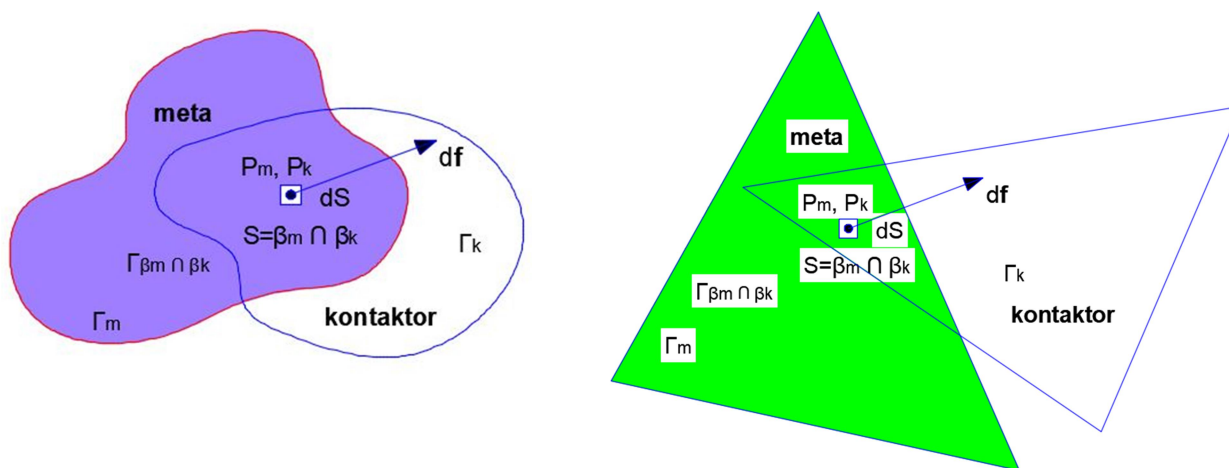 meta
Pm, Pk
df
dS
S=βm ∩ βk
Γk
Γβm ∩ βk
Γm
kontaktor
meta
Pm, Pk
df
dS
S=βm ∩ βk
Γk
Γβm ∩ βk
kontaktor
Γm